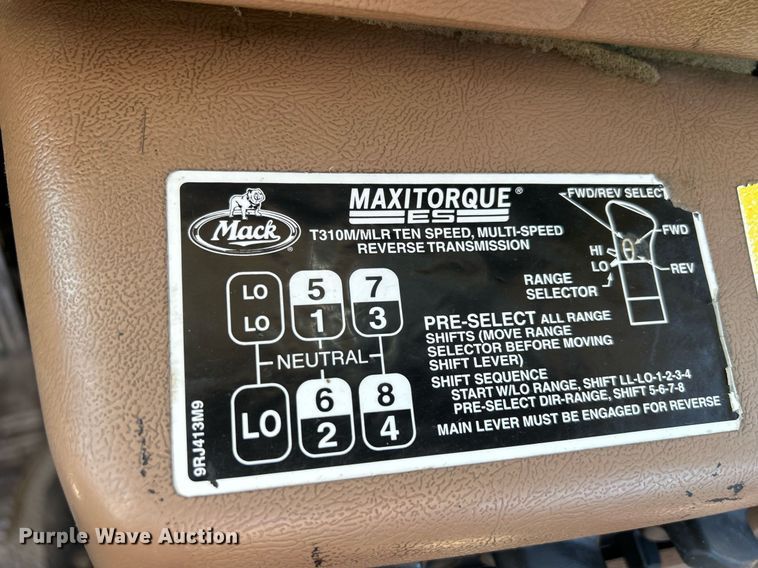 Mack
MAXITORQUE®
ES
T310M/MLR TEN SPEED, MULTI-SPEED
REVERSE TRANSMISSION
FWD/REV SELECT
FWD
HI
LO
REV
RANGE
SELECTOR
LO 5 7
LO 1 3
NEUTRAL
LO 6 8
2 4
PRE-SELECT ALL RANGE
SHIFTS (MOVE RANGE
SELECTOR BEFORE MOVING
SHIFT LEVER)
SHIFT SEQUENCE
START W/LO RANGE, SHIFT LL-LO-1-2-3-4
PRE-SELECT DIR-RANGE, SHIFT 5-6-7-8
MAIN LEVER MUST BE ENGAGED FOR REVERSE
9RJ413M9
Purple Wave Auction